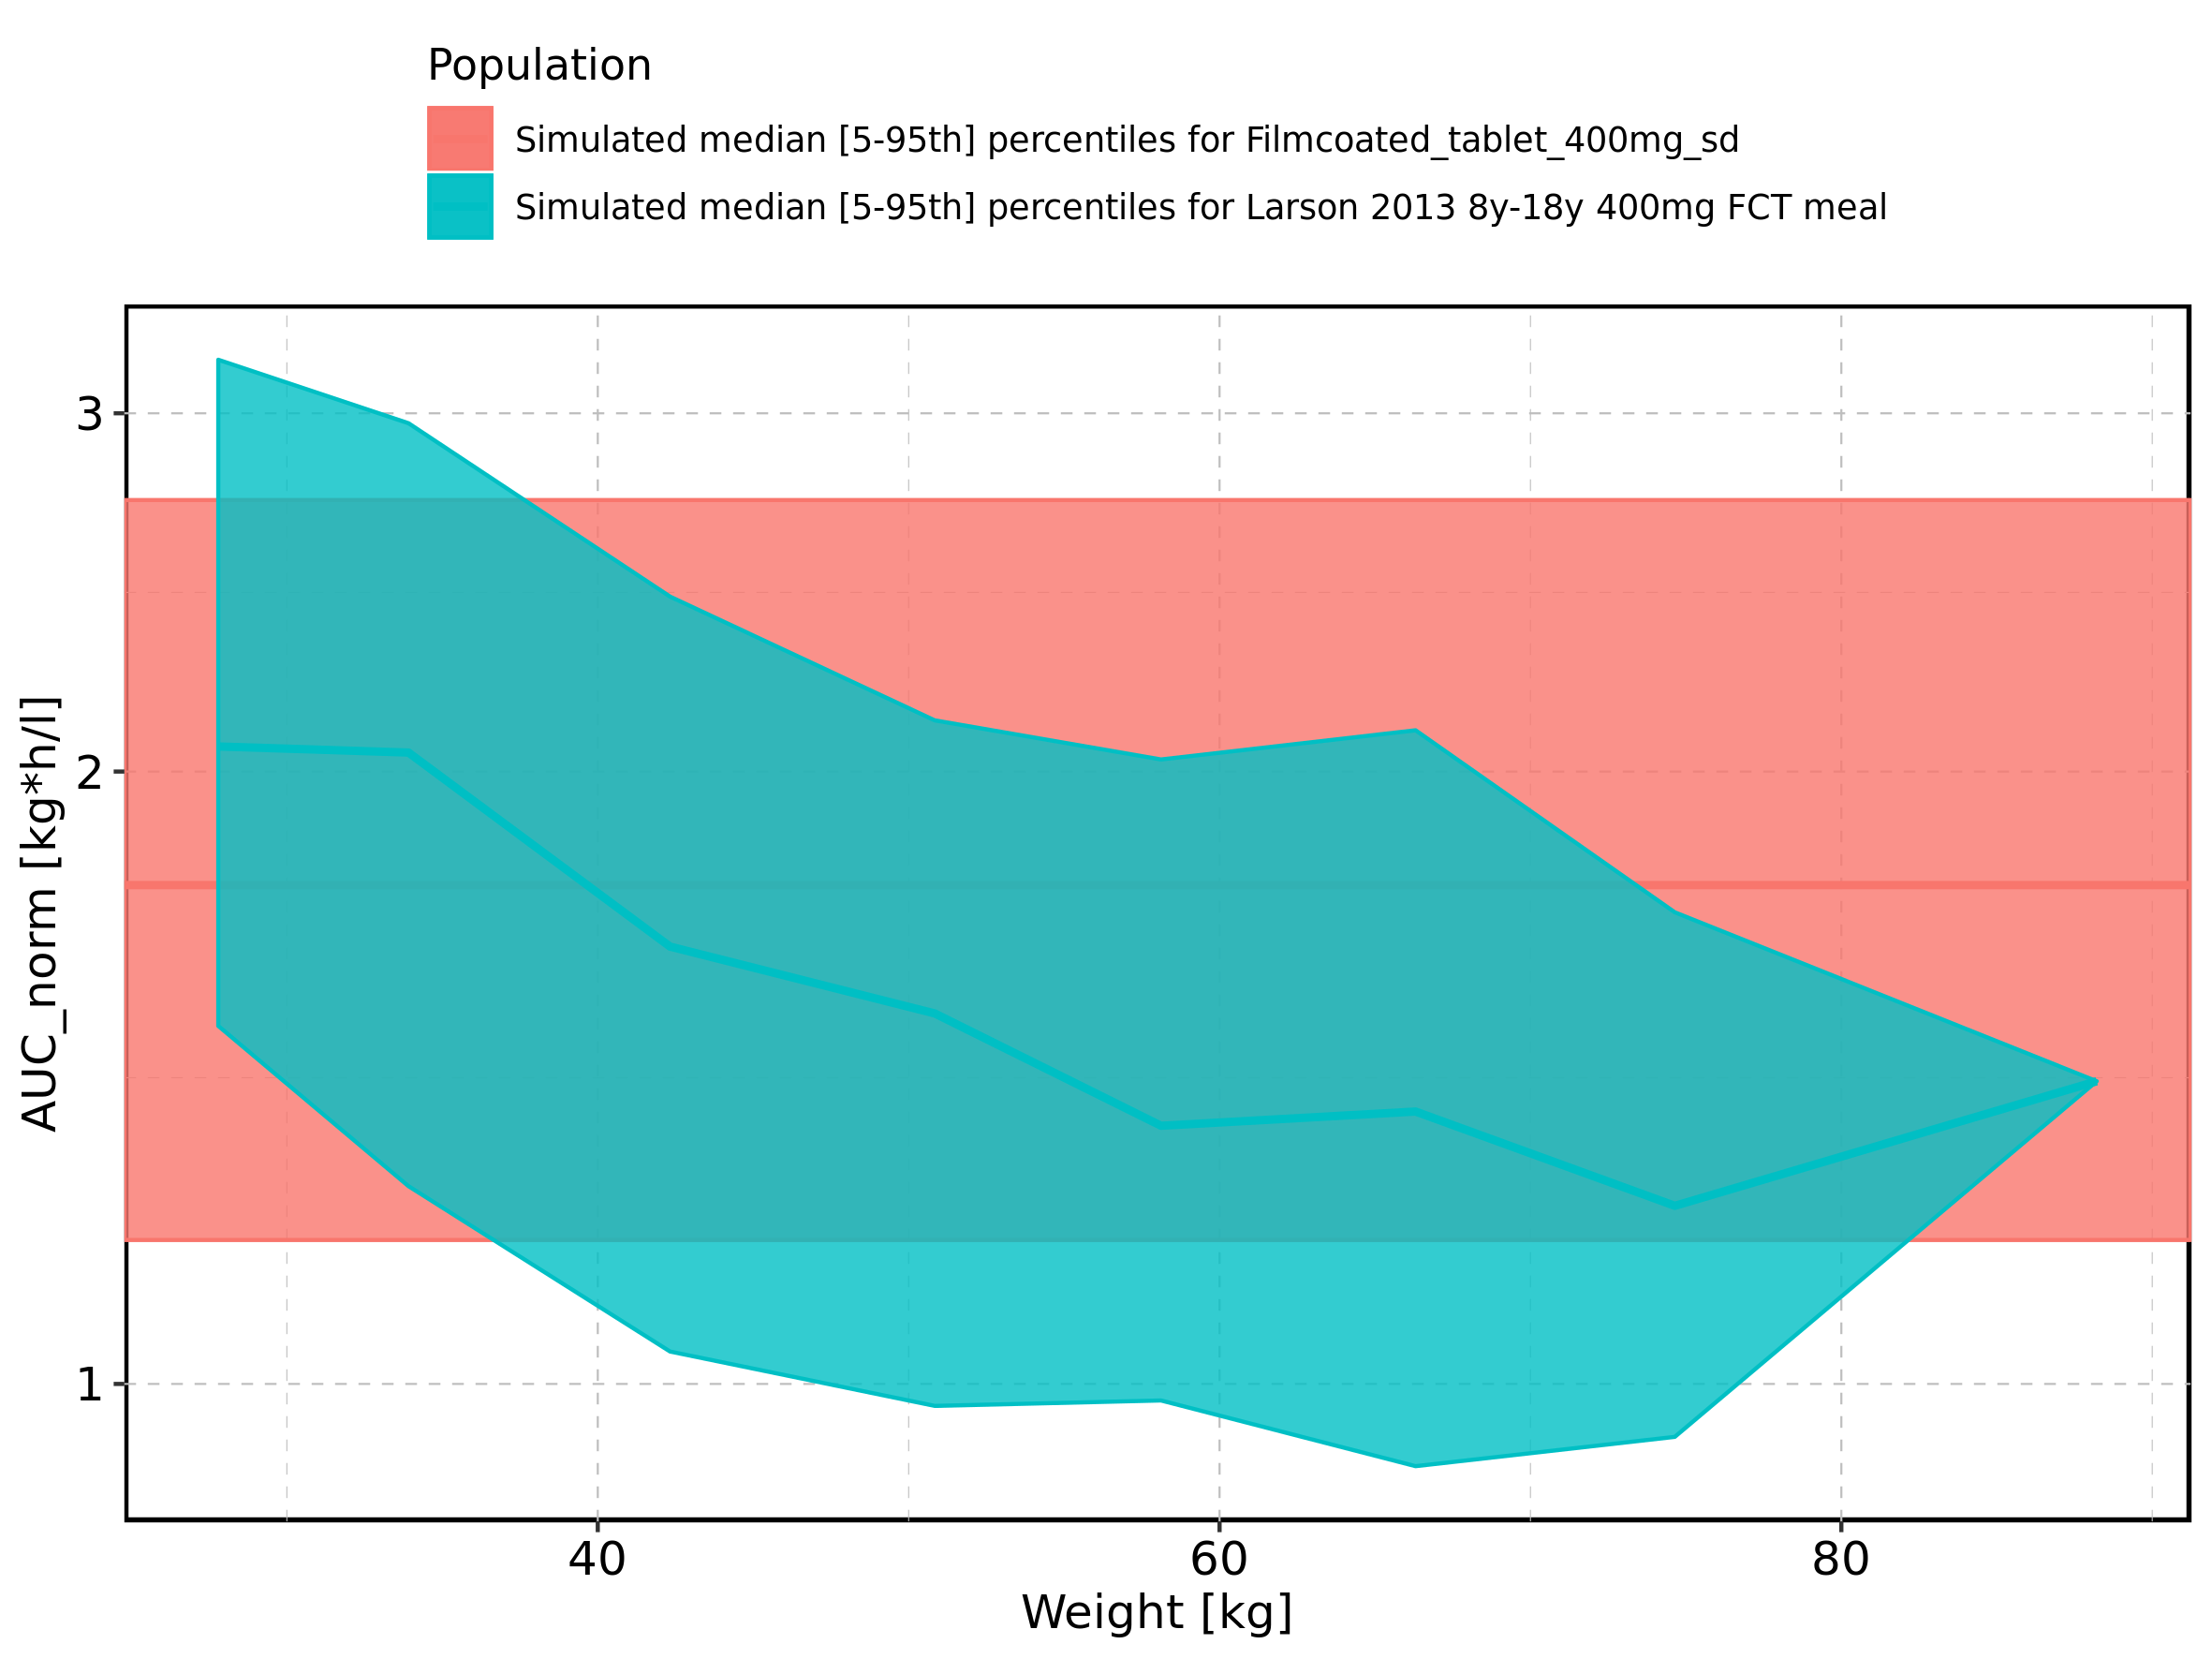 Population
Simulated median [5-95th] percentiles for Filmcoated_tablet_400mg_sd
Simulated median [5-95th] percentiles for Larson 2013 8y-18y 400mg FCT meal
3
2
1
AUC_norm [kg*h/l]
40 60 80
Weight [kg]